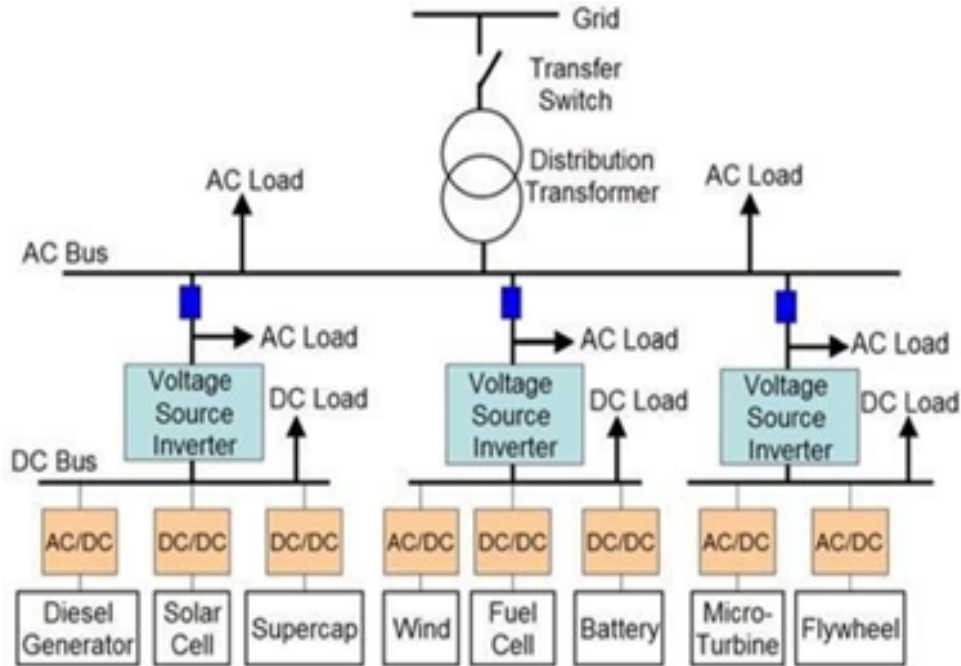 Grid
Transfer
Switch
Distribution
Transformer
AC Load
AC Load
AC Bus
AC Load
AC Load
AC Load
Voltage
Source
Inverter
DC Load
Voltage
Source
Inverter
DC Load
Voltage
Source
Inverter
DC Load
DC Bus
AC/DC
DC/DC
DC/DC
AC/DC
DC/DC
DC/DC
AC/DC
AC/DC
Diesel
Generator
Solar
Cell
Supercap
Wind
Fuel
Cell
Battery
Micro-
Turbine
Flywheel